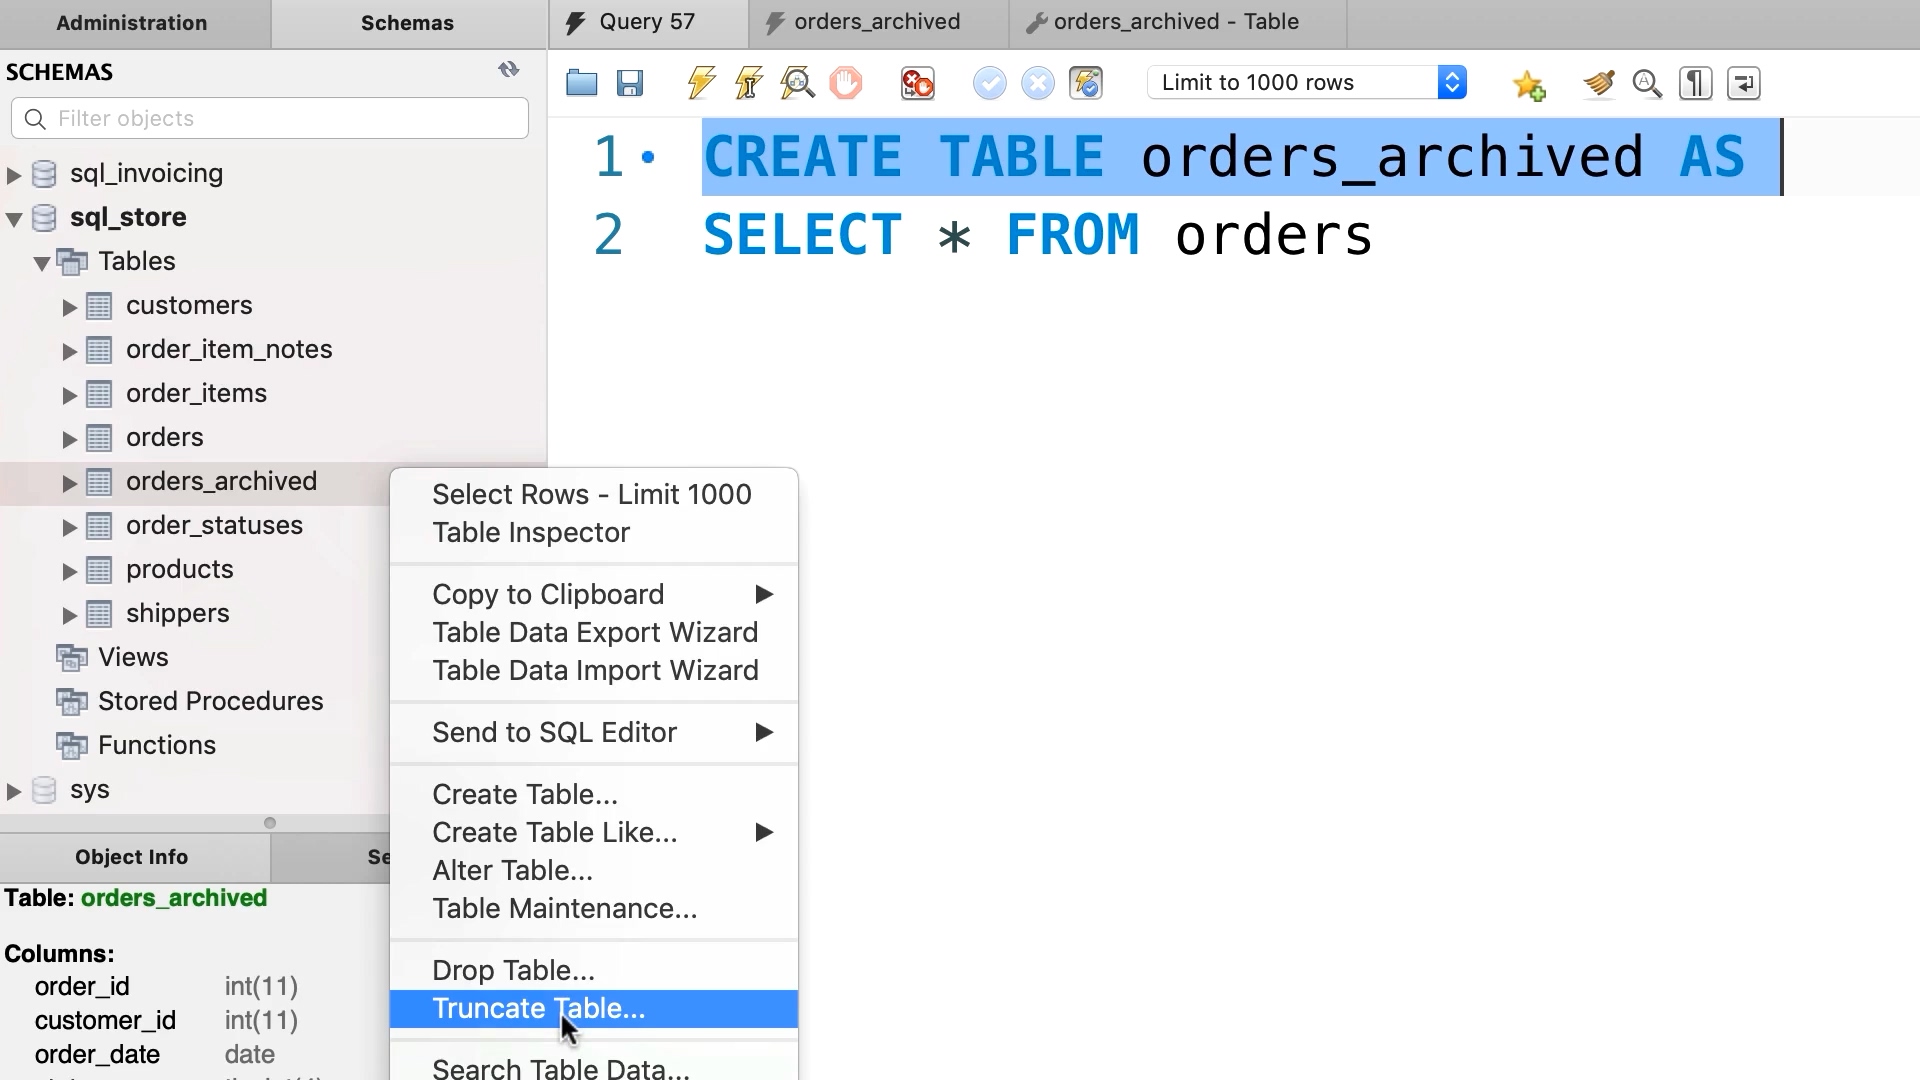 Administration
Schemas
Query 57
orders_archived
orders_archived - Table
SCHEMAS
Filter objects
Limit to 1000 rows
sql_invoicing
sql_store
Tables
customers
order_item_notes
order_items
orders
orders_archived
order_statuses
products
shippers
Views
Stored Procedures
Functions
sys
1 CREATE TABLE orders_archived AS
2 SELECT * FROM orders
Select Rows - Limit 1000
Table Inspector
Copy to Clipboard
Table Data Export Wizard
Table Data Import Wizard
Send to SQL Editor
Create Table...
Create Table Like...
Alter Table...
Table Maintenance...
Drop Table...
Truncate Table...
Search Table Data...
Object Info
Se
Table: orders_archived
Columns:
order_id int(11)
customer_id int(11)
order_date date